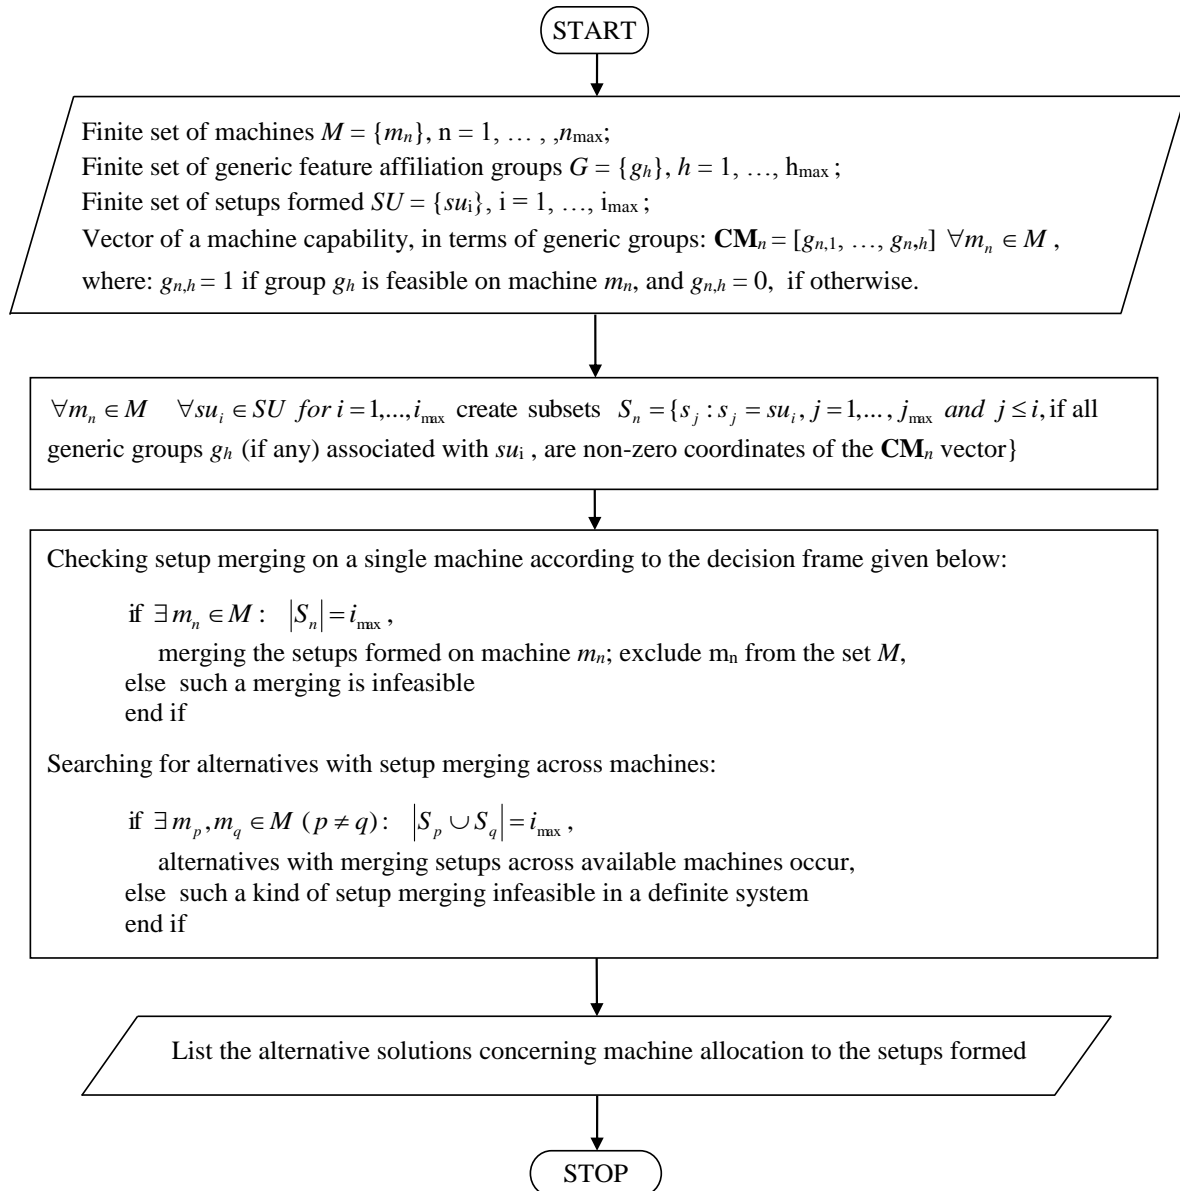 START
Finite set of machines M = {mₙ}, n = 1, … , ,nₘₐₓ;
Finite set of generic feature affiliation groups G = {gₕ}, h = 1, …, hₘₐₓ ;
Finite set of setups formed SU = {suᵢ}, i = 1, …, iₘₐₓ ;
Vector of a machine capability, in terms of generic groups: CMₙ = [gₙ,₁, …, gₙ,ₕ] ∀mₙ ∈ M ,
where: gₙ,ₕ = 1 if group gₕ is feasible on machine mₙ, and gₙ,ₕ = 0, if otherwise.
∀mₙ ∈ M ∀suᵢ ∈ SU for i = 1,...,iₘₐₓ create subsets Sₙ = {sⱼ : sⱼ = suᵢ, j = 1,..., jₘₐₓ and j ≤ i, if all
generic groups gₕ (if any) associated with suᵢ , are non-zero coordinates of the CMₙ vector}
Checking setup merging on a single machine according to the decision frame given below:
if ∃ mₙ ∈ M : |Sₙ| = iₘₐₓ ,
merging the setups formed on machine mₙ; exclude mₙ from the set M,
else such a merging is infeasible
end if
Searching for alternatives with setup merging across machines:
if ∃ mₚ, m_q ∈ M (p ≠ q) : |Sₚ ∪ S_q| = iₘₐₓ ,
alternatives with merging setups across available machines occur,
else such a kind of setup merging infeasible in a definite system
end if
List the alternative solutions concerning machine allocation to the setups formed
STOP